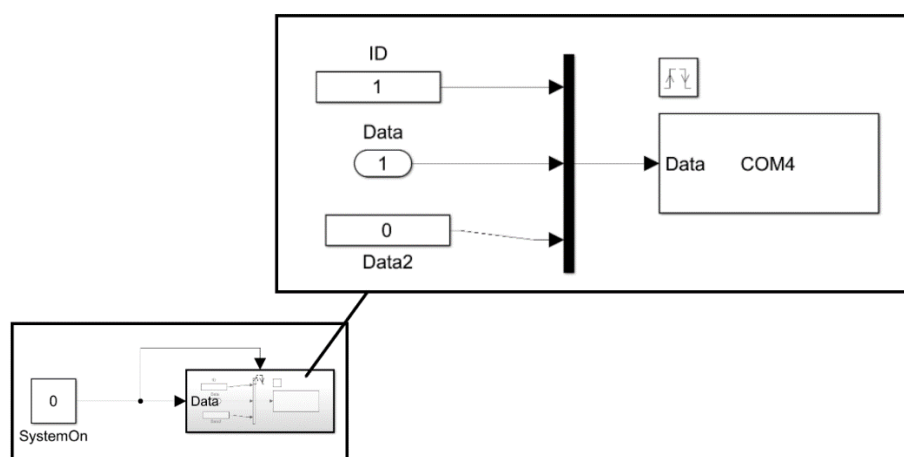 ID
1
Data
1
Data COM4
0
Data2
0
Data
SystemOn